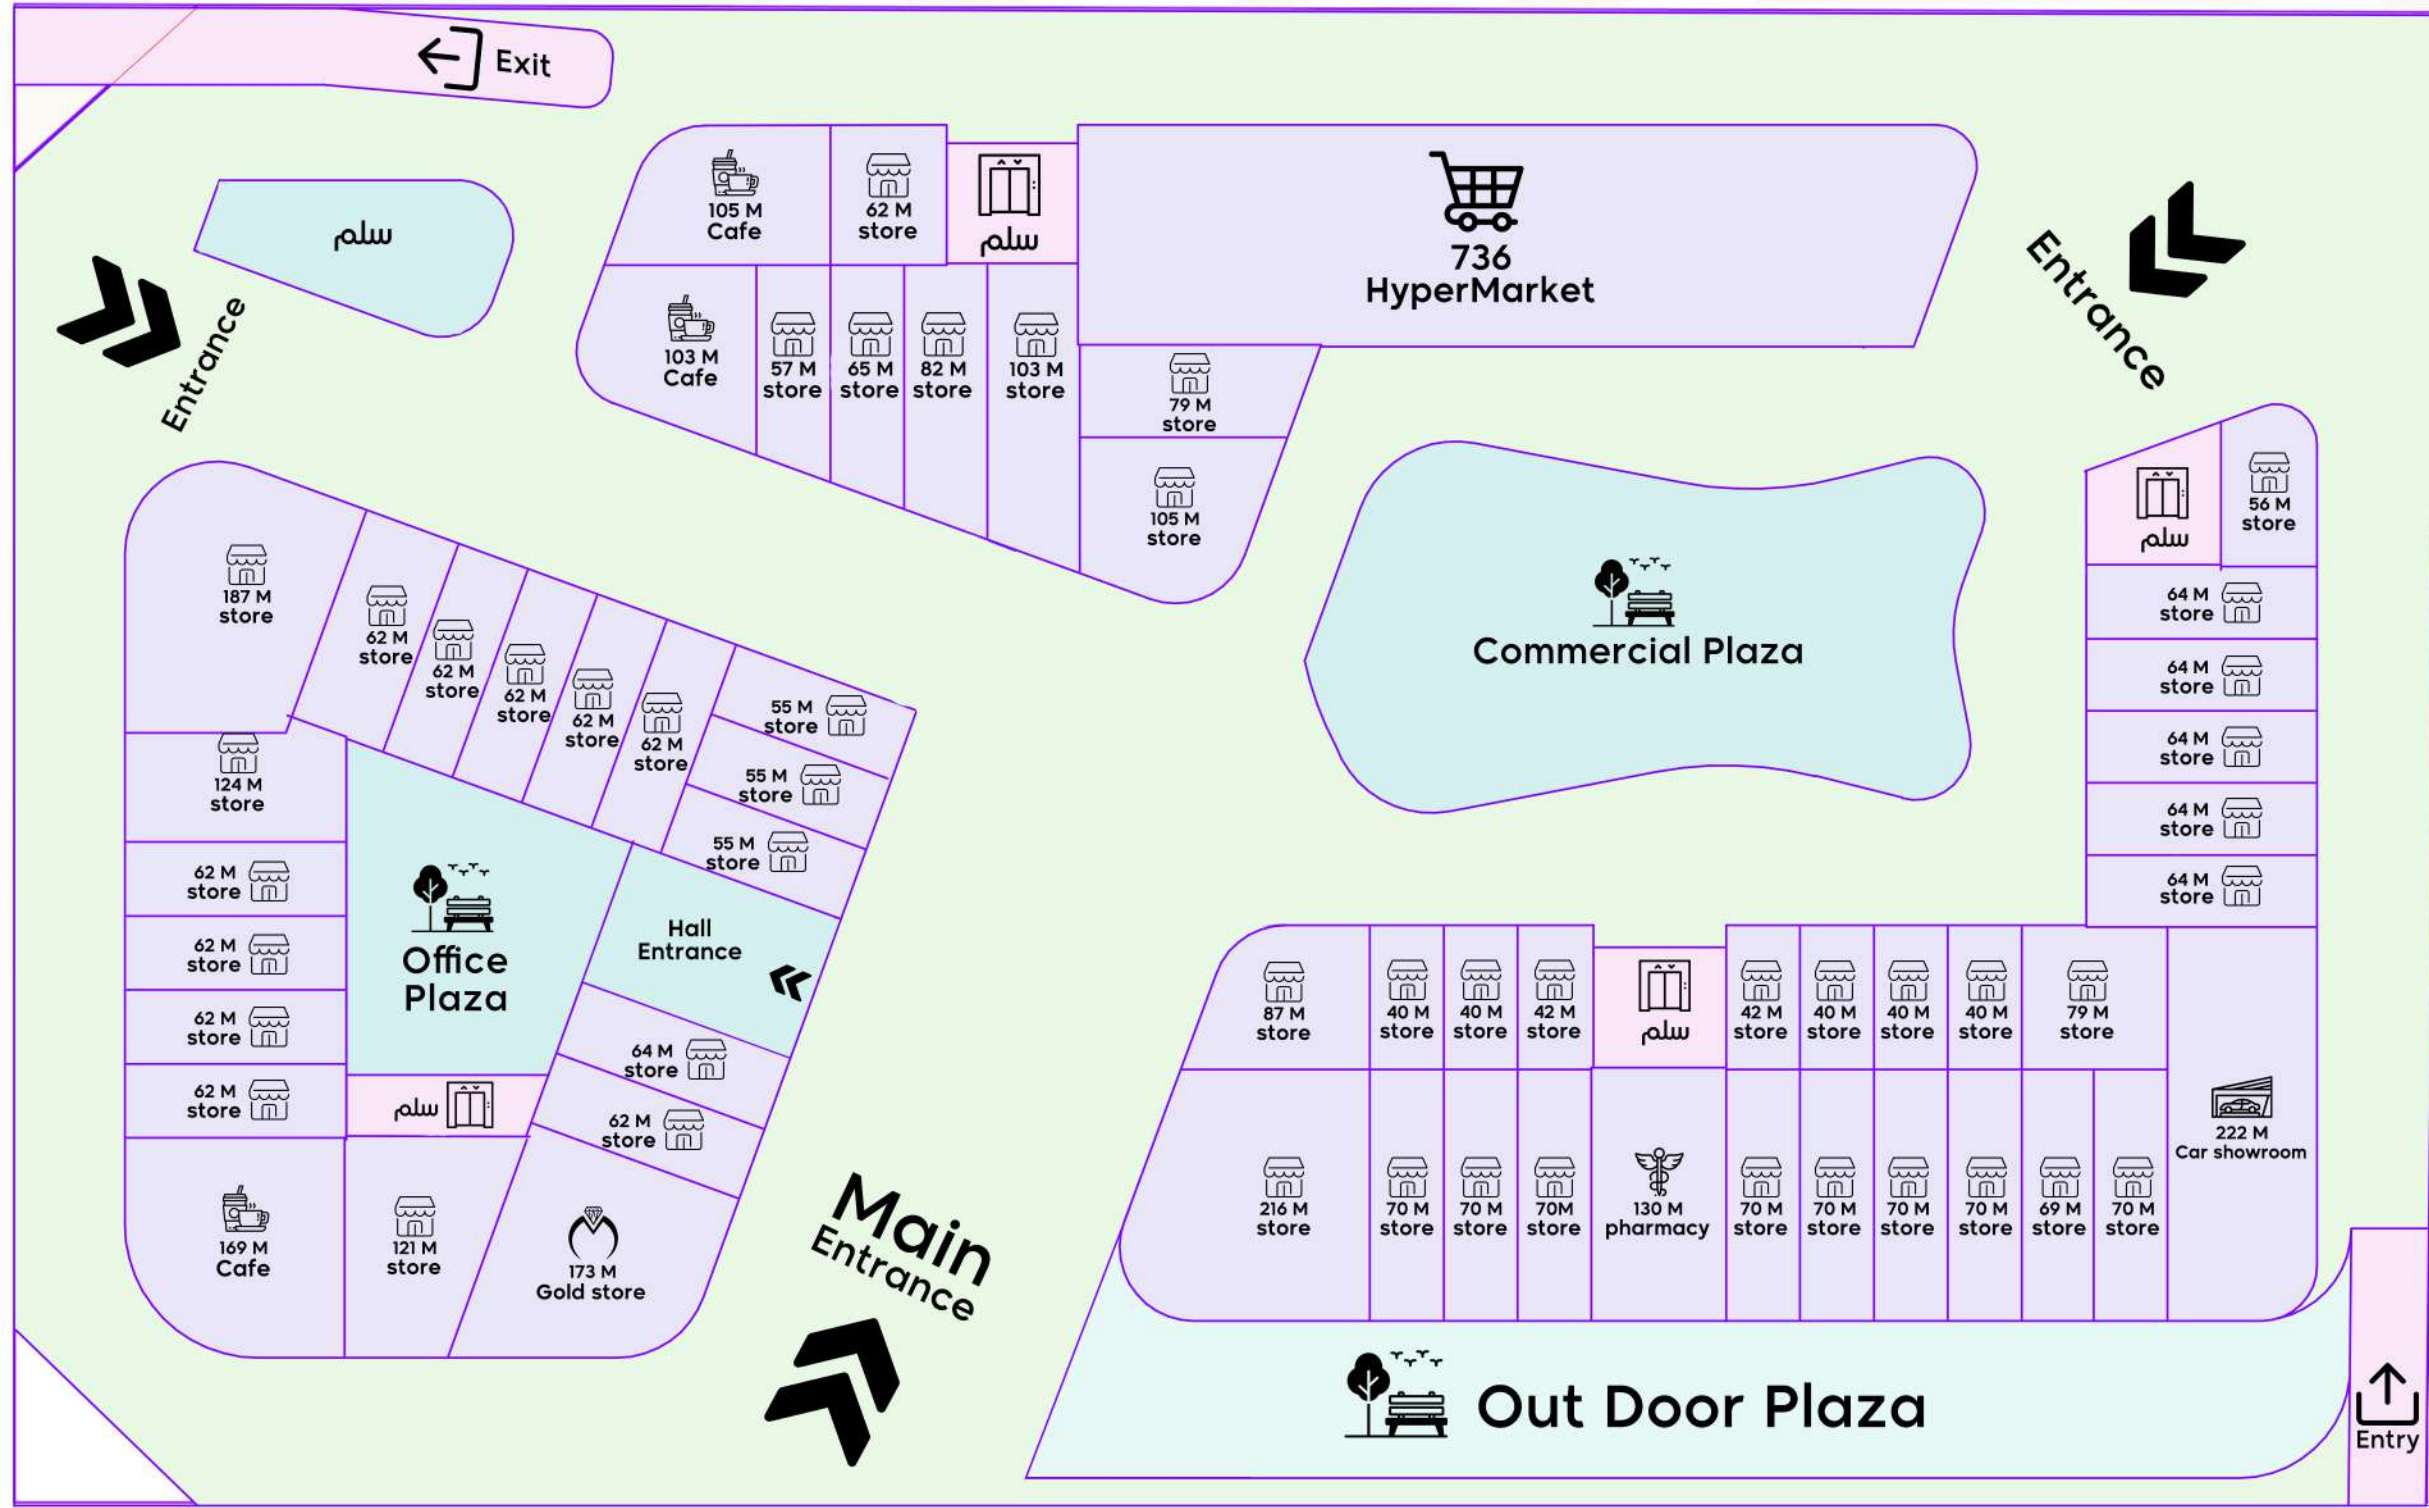 Exit
سلم
Entrance
105 M
Cafe
62 M
store
سلم
736
HyperMarket
Entrance
103 M
Cafe
57 M
store
65 M
store
82 M
store
103 M
store
79 M
store
105 M
store
سلم
56 M
store
64 M
store
64 M
store
64 M
store
64 M
store
64 M
store
Commercial Plaza
187 M
store
62 M
store
62 M
store
62 M
store
62 M
store
62 M
store
55 M
store
55 M
store
55 M
store
124 M
store
62 M
store
62 M
store
62 M
store
62 M
store
Office
Plaza
Hall
Entrance
64 M
store
62 M
store
سلم
169 M
Cafe
121 M
store
173 M
Gold store
Main
Entrance
87 M
store
40 M
store
40 M
store
42 M
store
سلم
42 M
store
40 M
store
40 M
store
40 M
store
79 M
store
222 M
Car showroom
216 M
store
70 M
store
70 M
store
70M
store
130 M
pharmacy
70 M
store
70 M
store
70 M
store
70 M
store
69 M
store
70 M
store
Out Door Plaza
Entry